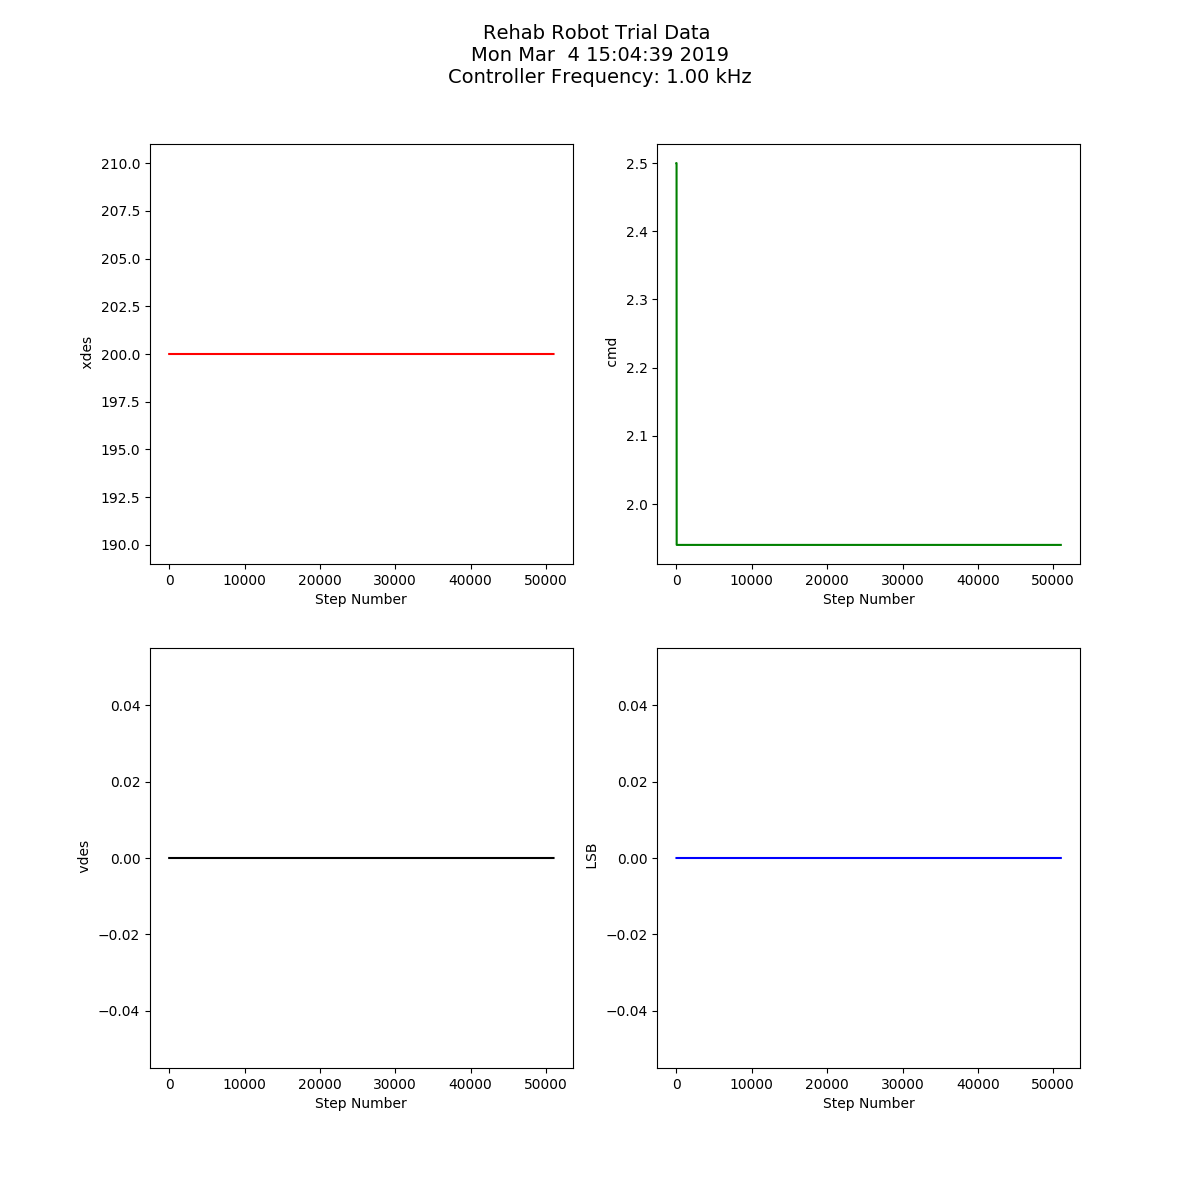 Rehab Robot Trial Data
Mon Mar  4 15:04:39 2019
Controller Frequency: 1.00 kHz
210.0
207.5
205.0
202.5
200.0
197.5
195.0
192.5
190.0
xdes
0 10000 20000 30000 40000 50000
Step Number
2.5
2.4
2.3
2.2
2.1
2.0
cmd
0 10000 20000 30000 40000 50000
Step Number
0.04
0.02
0.00
−0.02
−0.04
vdes
0 10000 20000 30000 40000 50000
Step Number
0.04
0.02
0.00
−0.02
−0.04
LSB
0 10000 20000 30000 40000 50000
Step Number